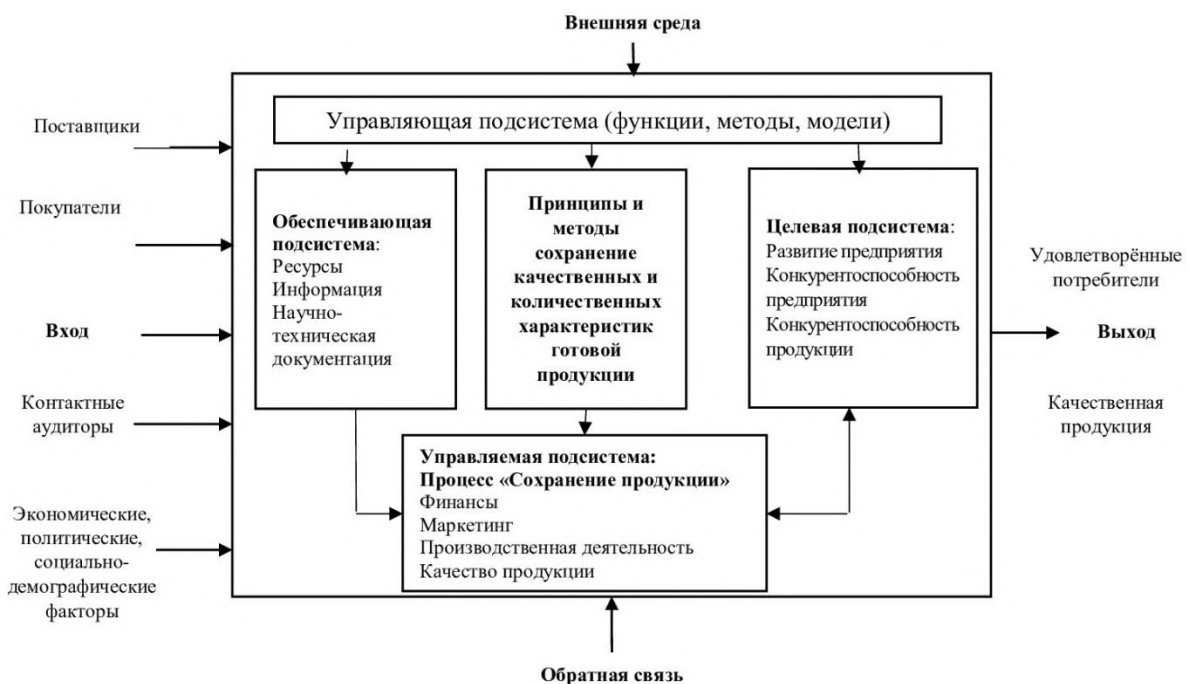 Внешняя среда
Управляющая подсистема (функции, методы, модели)
Поставщики
Покупатели
Вход
Контактные
аудиторы
Экономические,
политические,
социально-
демографические
факторы
Обеспечивающая
подсистема:
Ресурсы
Информация
Научно-
техническая
документация
Принципы и
методы
сохранение
качественных и
количественных
характеристик
готовой
продукции
Целевая подсистема:
Развитие предприятия
Конкурентоспособность
предприятия
Конкурентоспособность
продукции
Управляемая подсистема:
Процесс «Сохранение продукции»
Финансы
Маркетинг
Производственная деятельность
Качество продукции
Удовлетворённые
потребители
Выход
Качественная
продукция
Обратная связь